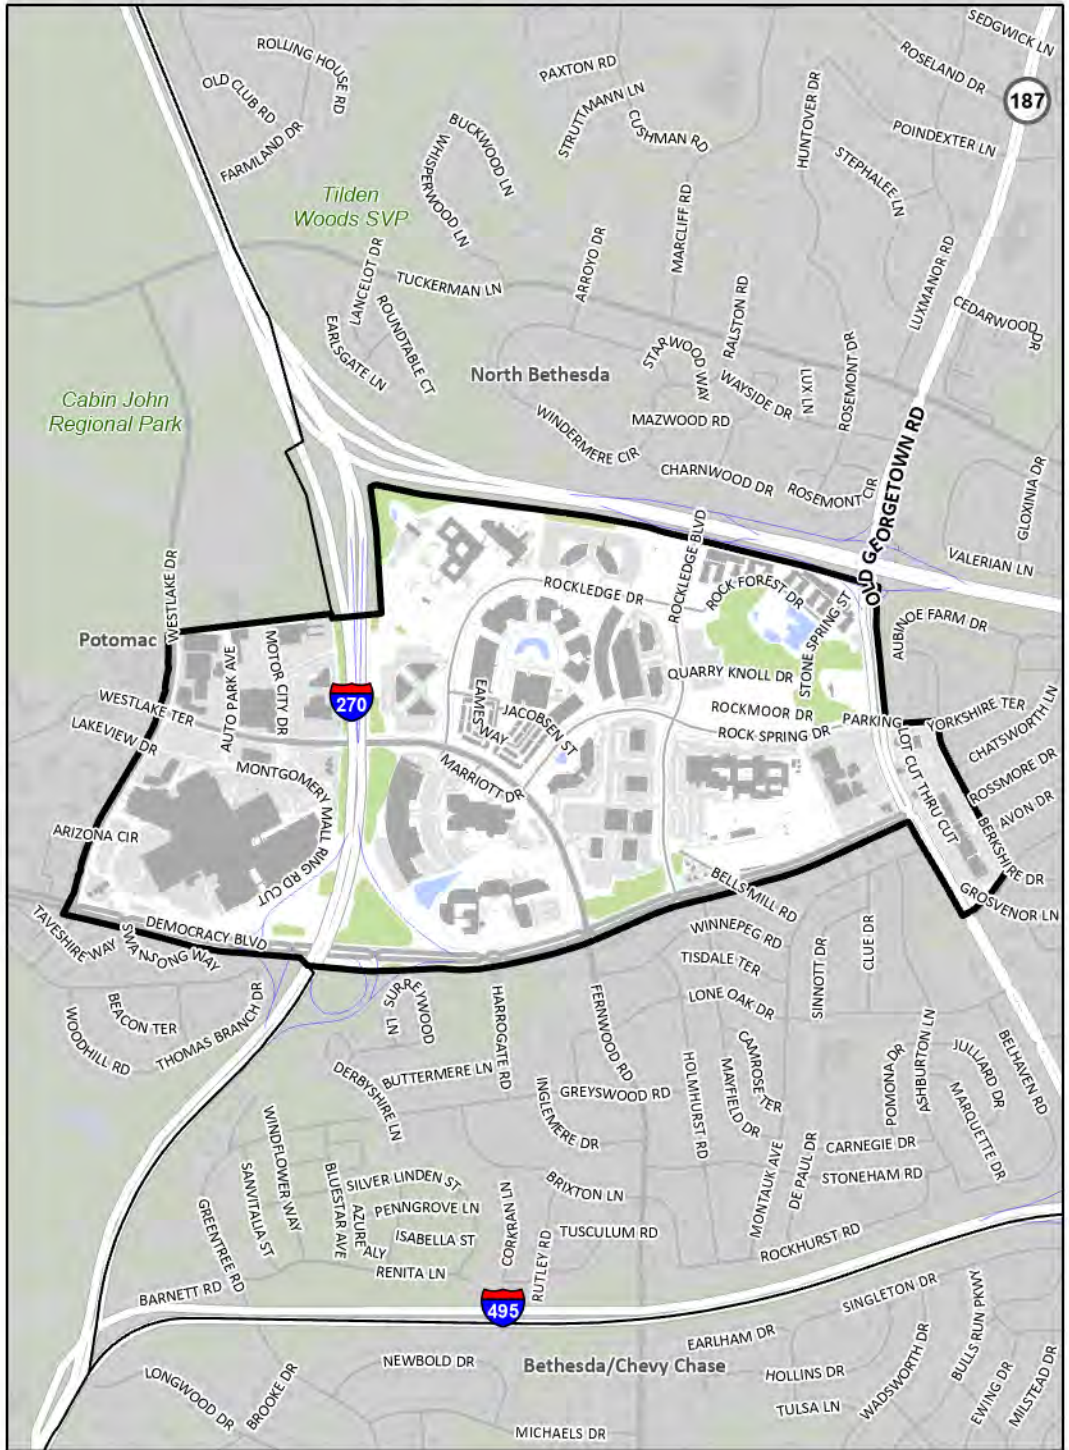 SEDGWICK LN
ROSELAND DR
187
POINDEXTER LN
ROLLING HOUSE RD
OLD CLUB RD
FARMLAND DR
PAXTON RD
STRUTTMANN LN
CUSHMAN RD
HUNTOVER DR
STEPHALEE LN
BUCKWOOD LN
WHISPERWOOD LN
Tilden
Woods SVP
MARCLIFF RD
ARROYO DR
LANCELOT DR
TUCKERMAN LN
ROUNDTABLE CT
EARLSGATE LN
RALSTON RD
LUXMANOR RD
CEDARWOOD DR
STARWOOD WAY
North Bethesda
WAYSIDE DR
LUX LN
ROSEMONT DR
Cabin John
Regional Park
MAZWOOD RD
WINDERMERE CIR
CHARNWOOD DR
ROSEMONT CIR
OLD GEORGETOWN RD
GLOXINIA DR
VALERIAN LN
WESTLAKE DR
ROCKLEDGE DR
ROCKLEDGE BLVD
ROCK FOREST DR
STONE SPRING ST
AUBINOE FARM DR
Potomac
AUTO PARK AVE
MOTOR CITY DR
270
QUARRY KNOLL DR
WESTLAKE TER
EAMES WAY
JACOBSEN ST
ROCKMOOR DR
ROCK SPRING DR
PARKING LOT CUT THRU CUT
YORKSHIRE TER
CHATSWORTH LN
LAKEVIEW DR
MONTGOMERY MALL RING RD CUT
MARRIOTT DR
ROSSMORE DR
AVON DR
BERKSHIRE DR
ARIZONA CIR
GROSVENOR LN
BELLS MILL RD
DEMOCRACY BLVD
TAVESHIRE WAY
SWANSONG WAY
WINNEPEG RD
TISDALE TER
CLUE DR
SINNOTT DR
BEACON TER
WOODHILL RD
THOMAS BRANCH DR
SURREYWOOD LN
HARROGATE RD
FERNWOOD RD
LONE OAK DR
DERBYSHIRE LN
BUTTERMERE LN
INGLEMERE DR
GREYSWOOD RD
HOLMHURST RD
MAYFIELD DR
CAMROSE TER
POMONA DR
ASHBURTON LN
JULLIARD DR
BELHAVEN RD
MARQUETTE DR
CARNEGIE DR
STONEHAM RD
DE PAUL DR
MONTAUK AVE
WINDFLOWER WAY
SANVITALIA ST
BLUESTAR AVE
SILVER LINDEN ST
PENNGROVE LN
AZURE ALY
ISABELLA ST
RENITA LN
CORKRAN LN
BRIXTON LN
TUSCULUM RD
RUTLEY RD
ROCKHURST RD
GREENTREE RD
BARNETT RD
495
SINGLETON DR
EARLHAM DR
BULLS RUN PKWY
NEWBOLD DR
Bethesda/Chevy Chase
HOLLINS DR
WADSWORTH DR
LONGWOOD DR
BROOKE DR
MICHAELS DR
TULSA LN
EWING DR
MILSTEAD DR